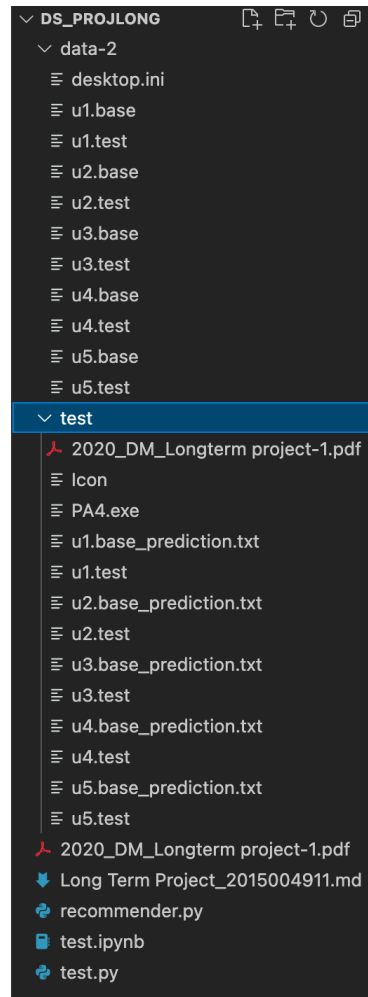 DS_PROJLONG
data-2
desktop.ini
u1.base
u1.test
u2.base
u2.test
u3.base
u3.test
u4.base
u4.test
u5.base
u5.test
test
2020_DM_Longterm project-1.pdf
Icon
PA4.exe
u1.base_prediction.txt
u1.test
u2.base_prediction.txt
u2.test
u3.base_prediction.txt
u3.test
u4.base_prediction.txt
u4.test
u5.base_prediction.txt
u5.test
2020_DM_Longterm project-1.pdf
Long Term Project_2015004911.md
recommender.py
test.ipynb
test.py